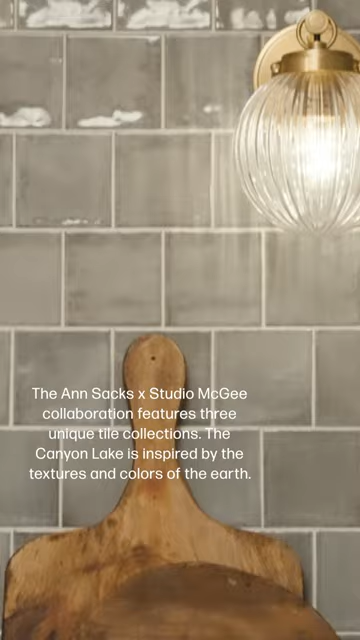 The Ann Sacks x Studio McGee
collaboration features three
unique tile collections. The
Canyon Lake is inspired by the
textures and colors of the earth.